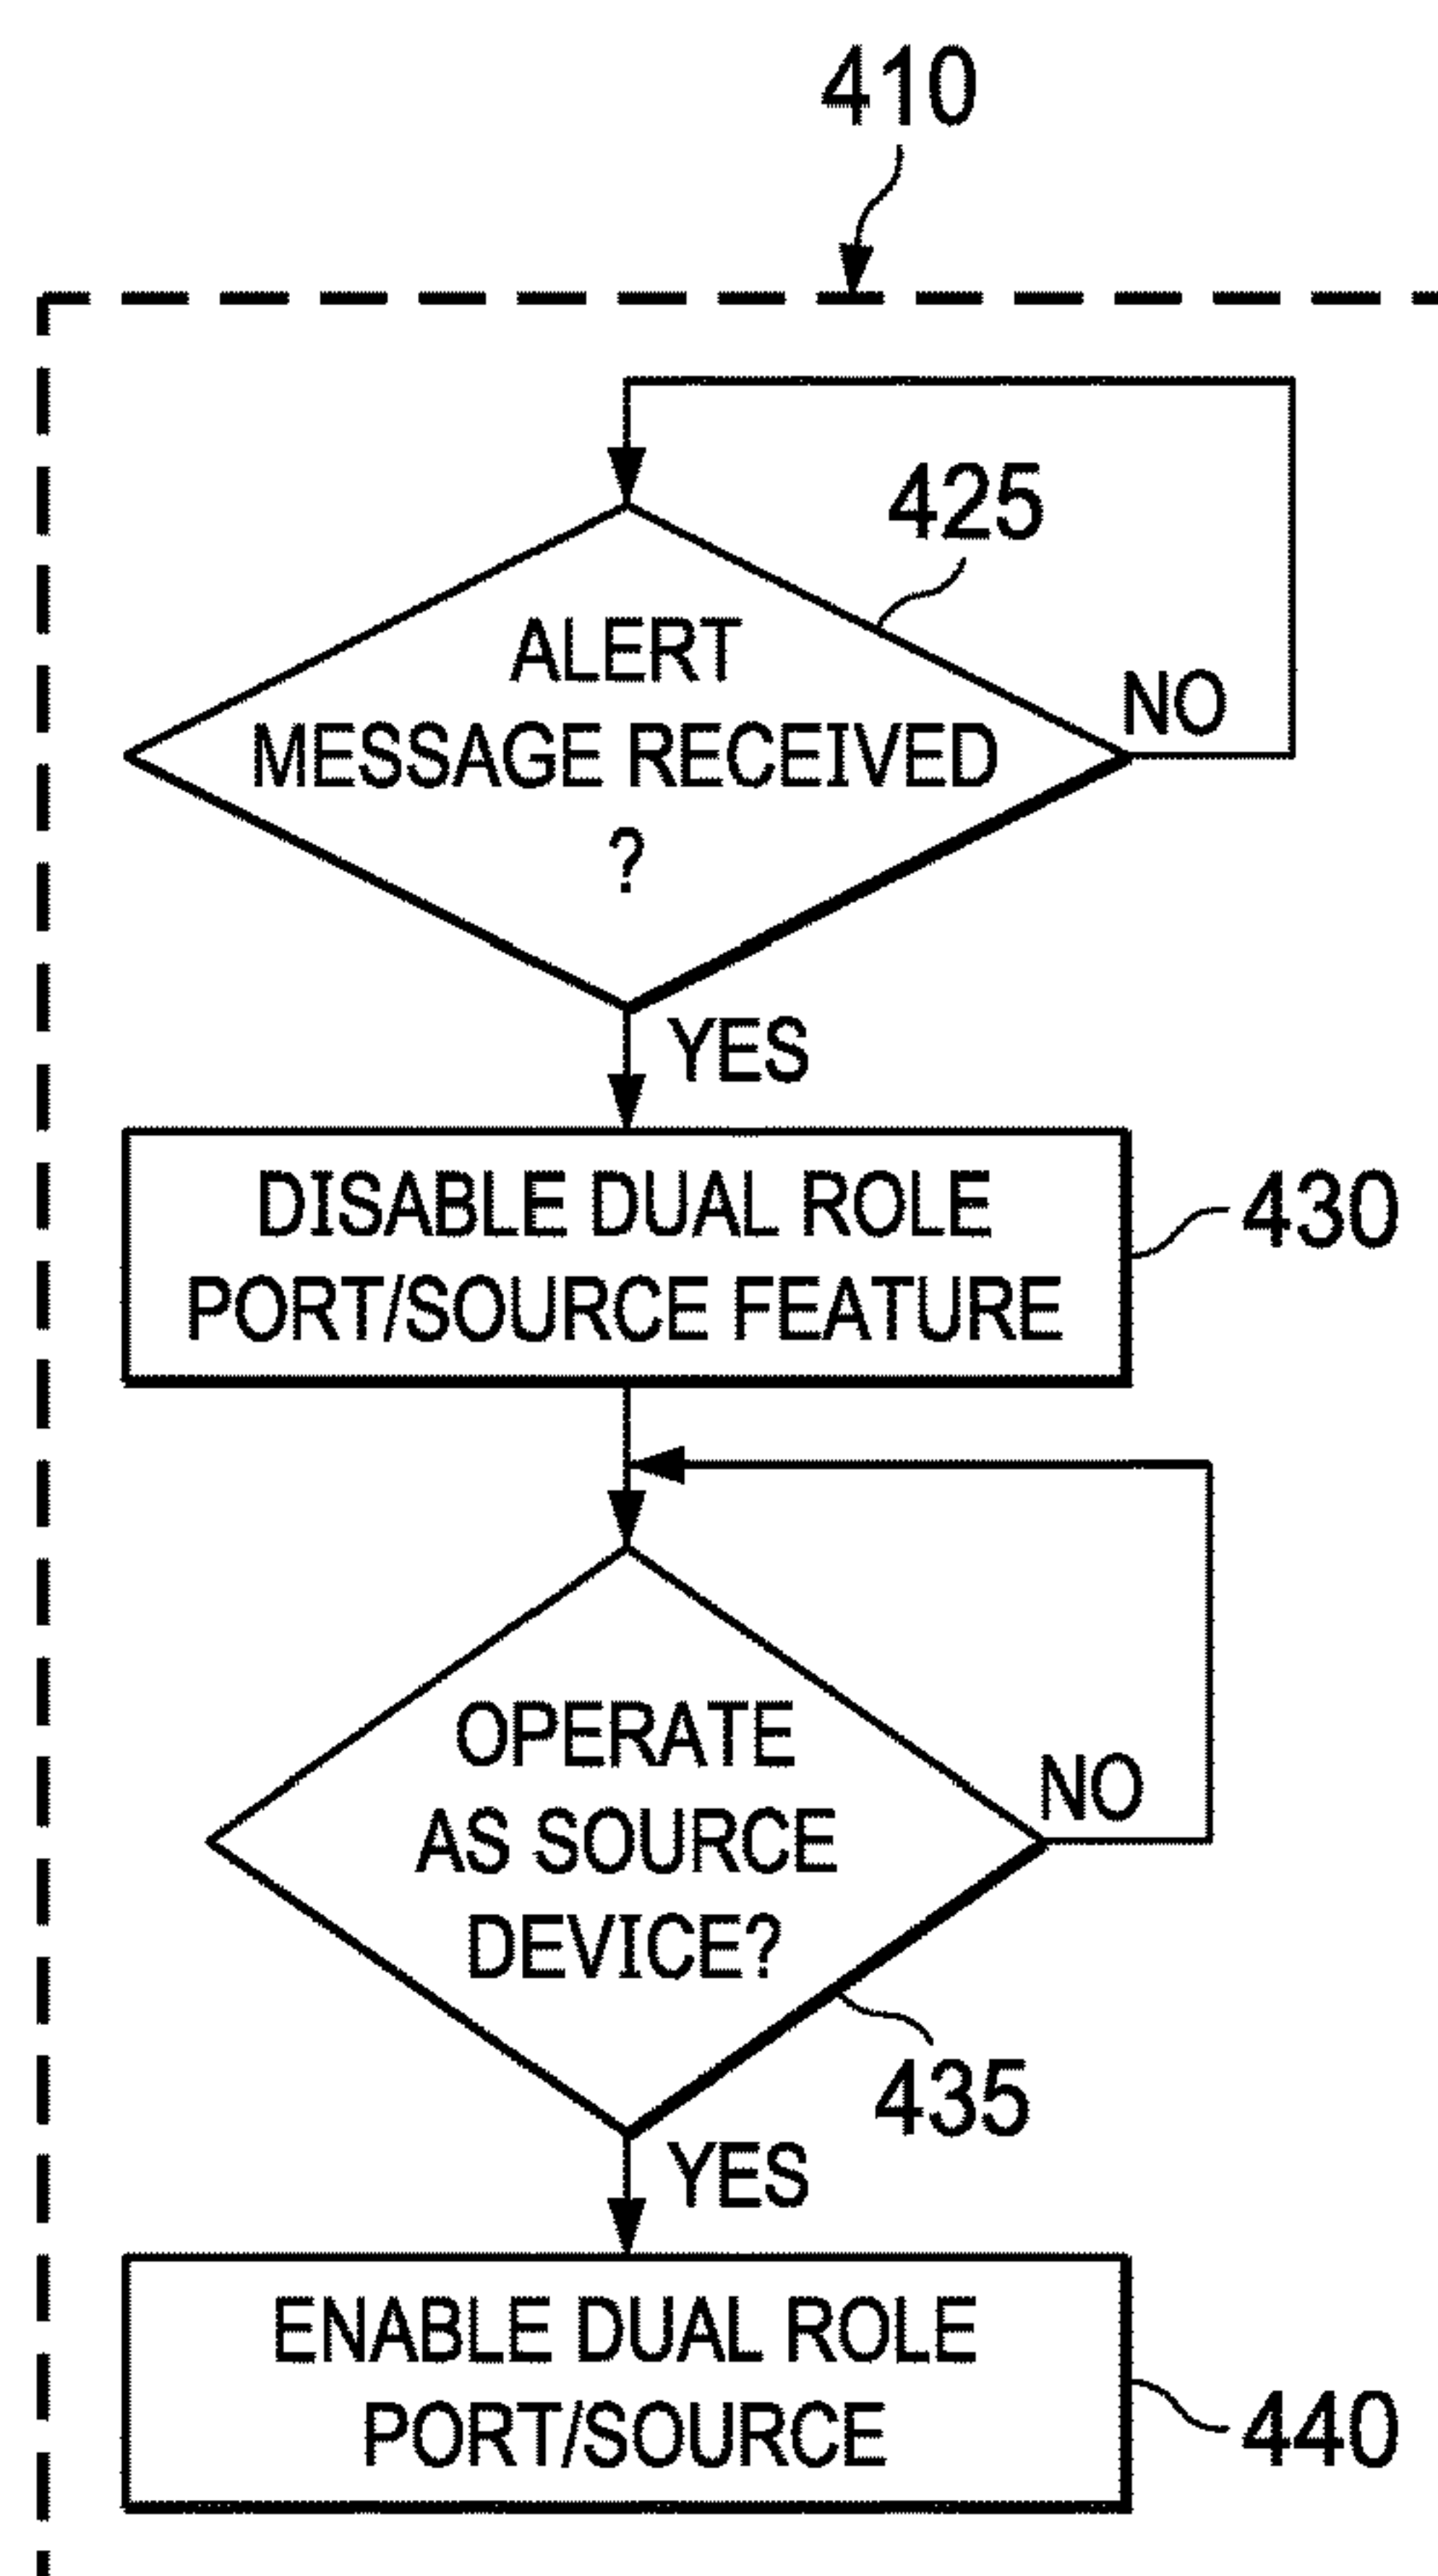 410
425
ALERT
MESSAGE RECEIVED
?
NO
YES
DISABLE DUAL ROLE
PORT/SOURCE FEATURE
430
OPERATE
AS SOURCE
DEVICE?
NO
435
YES
ENABLE DUAL ROLE
PORT/SOURCE
440